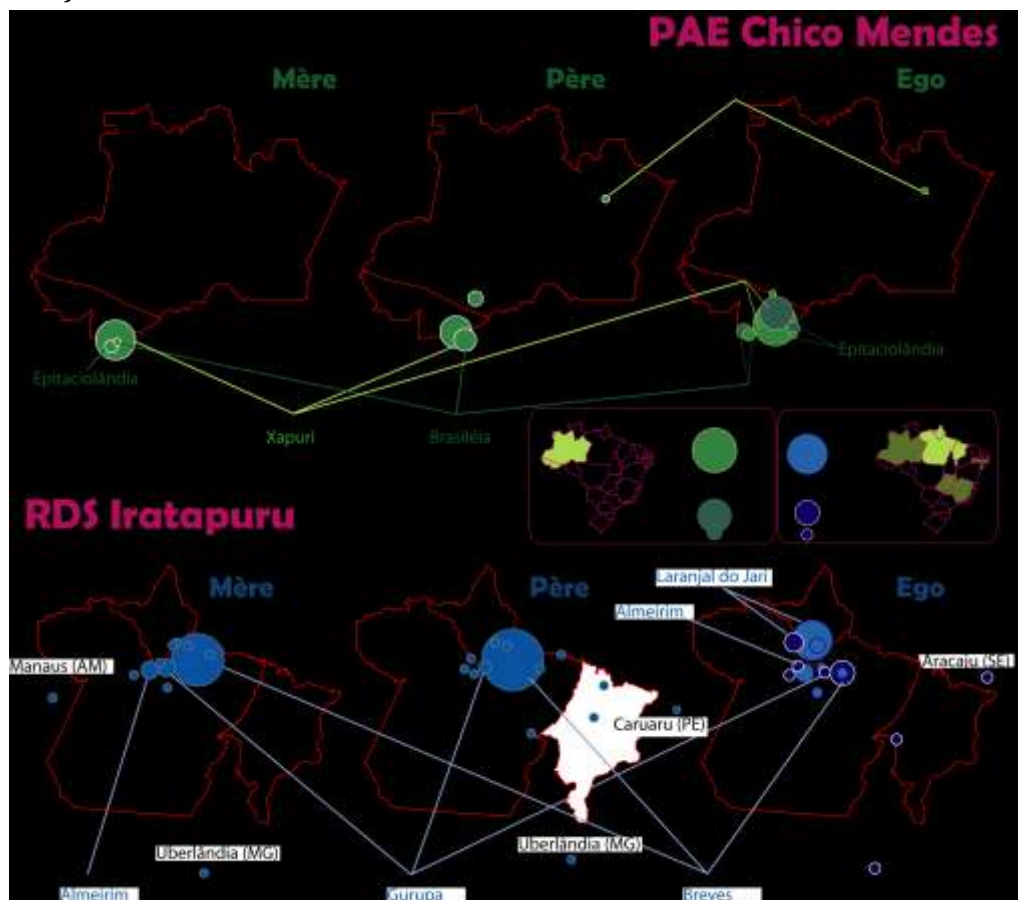 PAE Chico Mendes
Mère
Père
Ego
Epitaciolândia
Epitaciolândia
Xapuri
Brasiléia
RDS Iratapuru
Mère
Père
Ego
Laranjal do Jari
Almeirim
Manaus (AM)
Aracaju (SE)
Caruaru (PE)
Uberlândia (MG)
Uberlândia (MG)
Almeirim
Gurupa
Breves